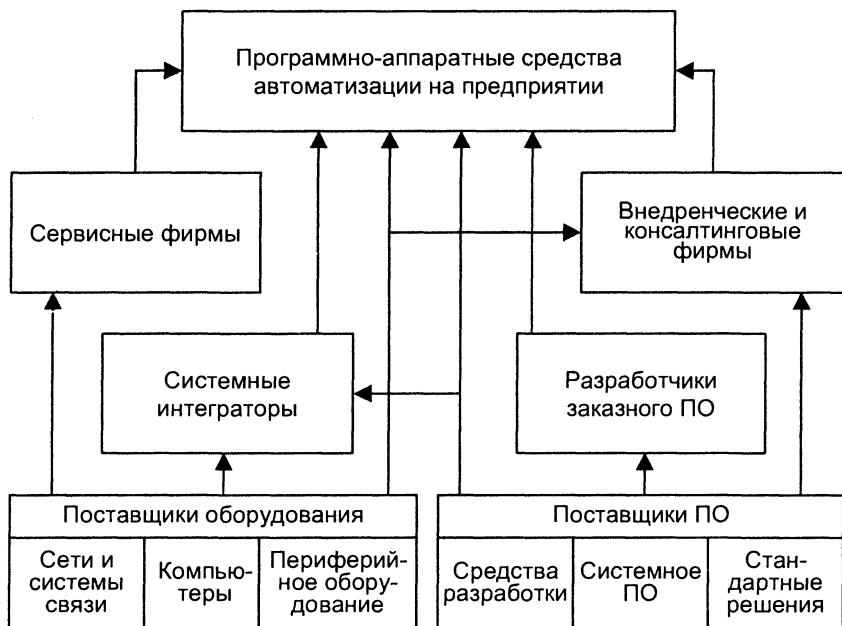 Программно-аппаратные средства
автоматизации на предприятии
Сервисные фирмы
Внедренческие и
консалтинговые
фирмы
Системные
интеграторы
Разработчики
заказного ПО
Поставщики оборудования
Сети и
системы
связи
Компью-
теры
Периферий-
ное обору-
дование
Поставщики ПО
Средства
разработки
Системное
ПО
Стан-
дартные
решения